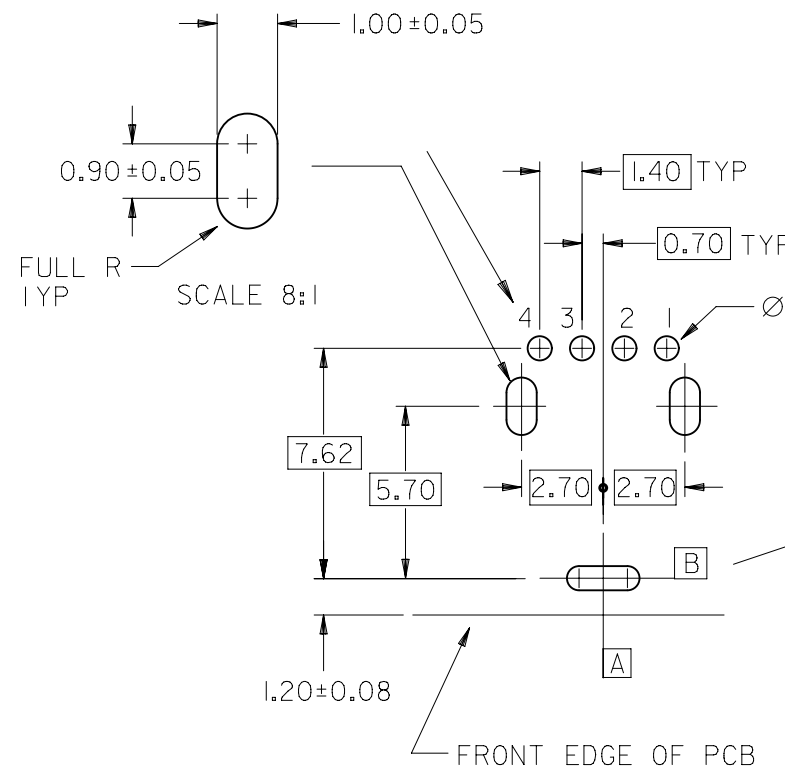 1.00±0.05
0.90±0.05
1.40 TYP
0.70 TYP
FULL R
TYP
SCALE 8:1
4 3 2 1
Ø
7.62
5.70
2.70 2.70
B
A
1.20±0.08
FRONT EDGE OF PCB